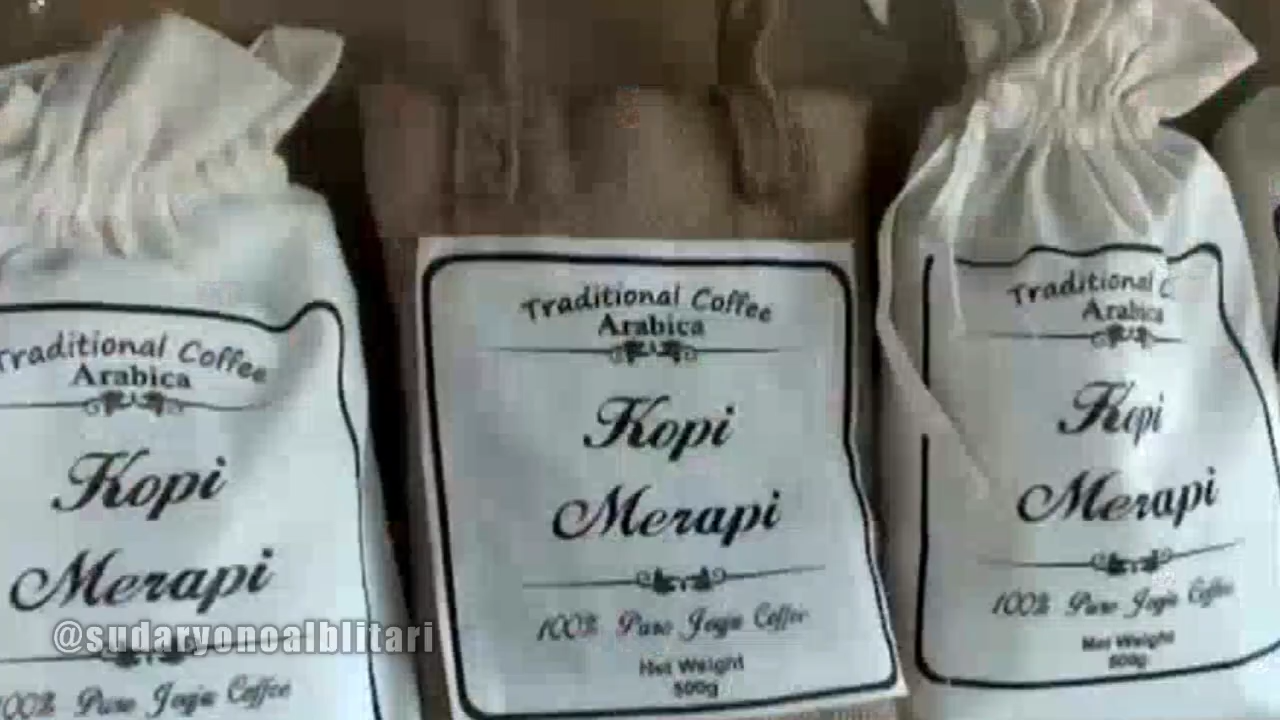 Traditional Coffee
Arabica
Kopi
Merapi
100% Pure Jogja Coffee
Traditional Coffee
Arabica
Kopi
Merapi
100% Pure Jogja Coffee
Net Weight
500g
Traditional C
Arabica
Kopi
Merapi
100% Pure Jogja Coffee
Net Weight
500g
@sudaryonoalblitari